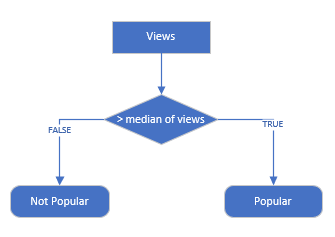 Views
> median of views
FALSE
TRUE
Not Popular
Popular